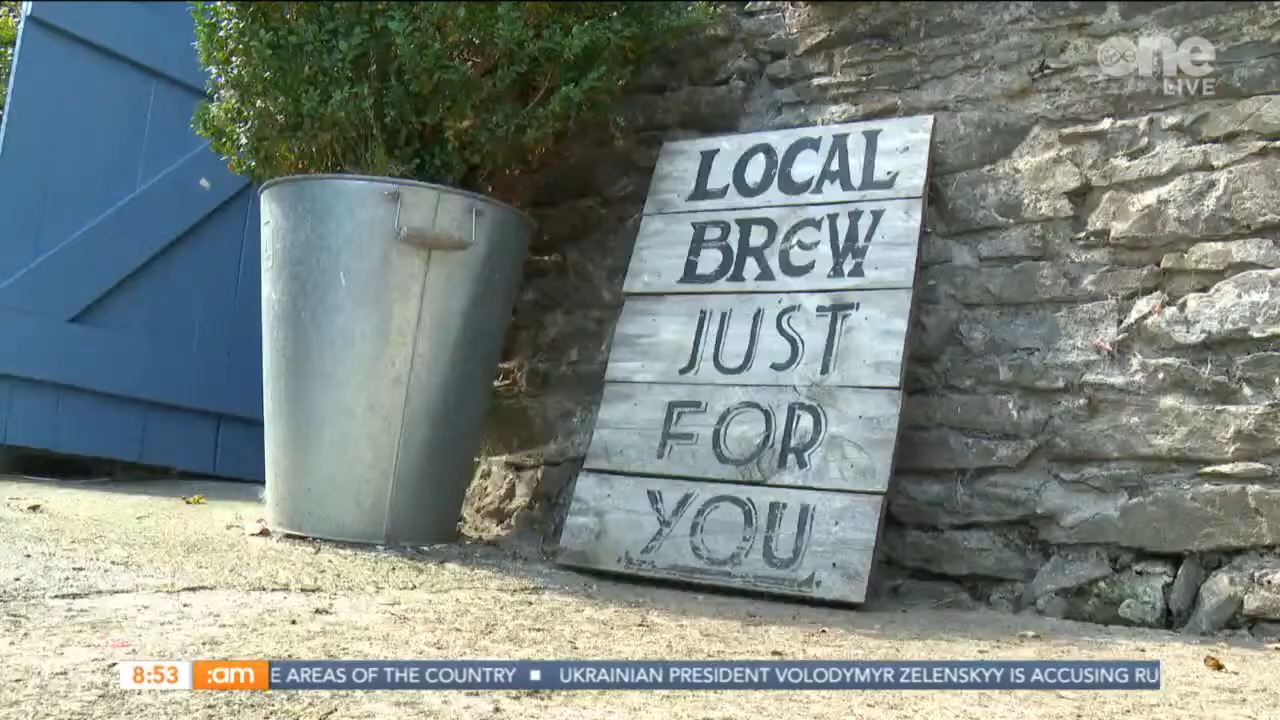 one
LIVE
LOCAL
BREW
JUST
FOR
YOU
8:53 :am E AREAS OF THE COUNTRY ▪ UKRAINIAN PRESIDENT VOLODYMYR ZELENSKYY IS ACCUSING RU